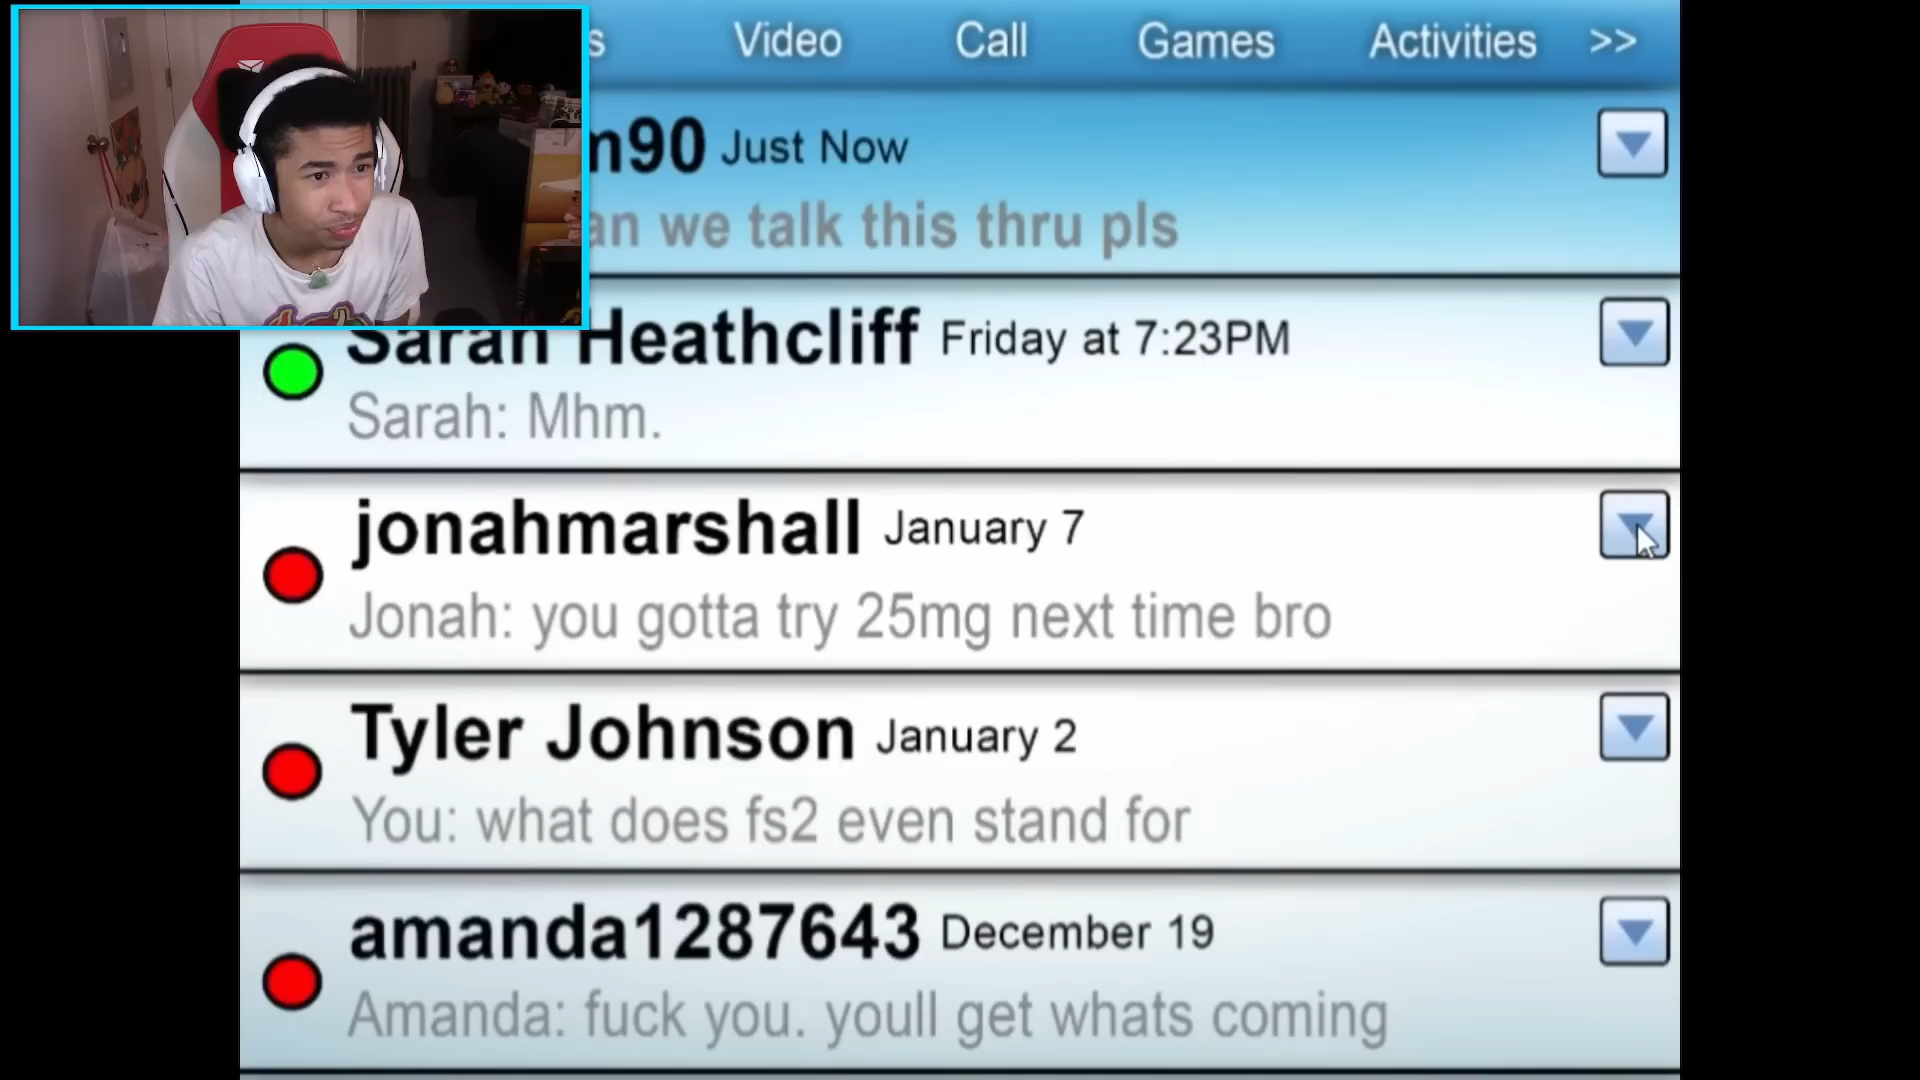 Video Call Games Activities >>
m90 Just Now
an we talk this thru pls
Sarah Heathcliff Friday at 7:23PM
Sarah: Mhm.
jonahmarshall January 7
Jonah: you gotta try 25mg next time bro
Tyler Johnson January 2
You: what does fs2 even stand for
amanda1287643 December 19
Amanda: fuck you. youll get whats coming